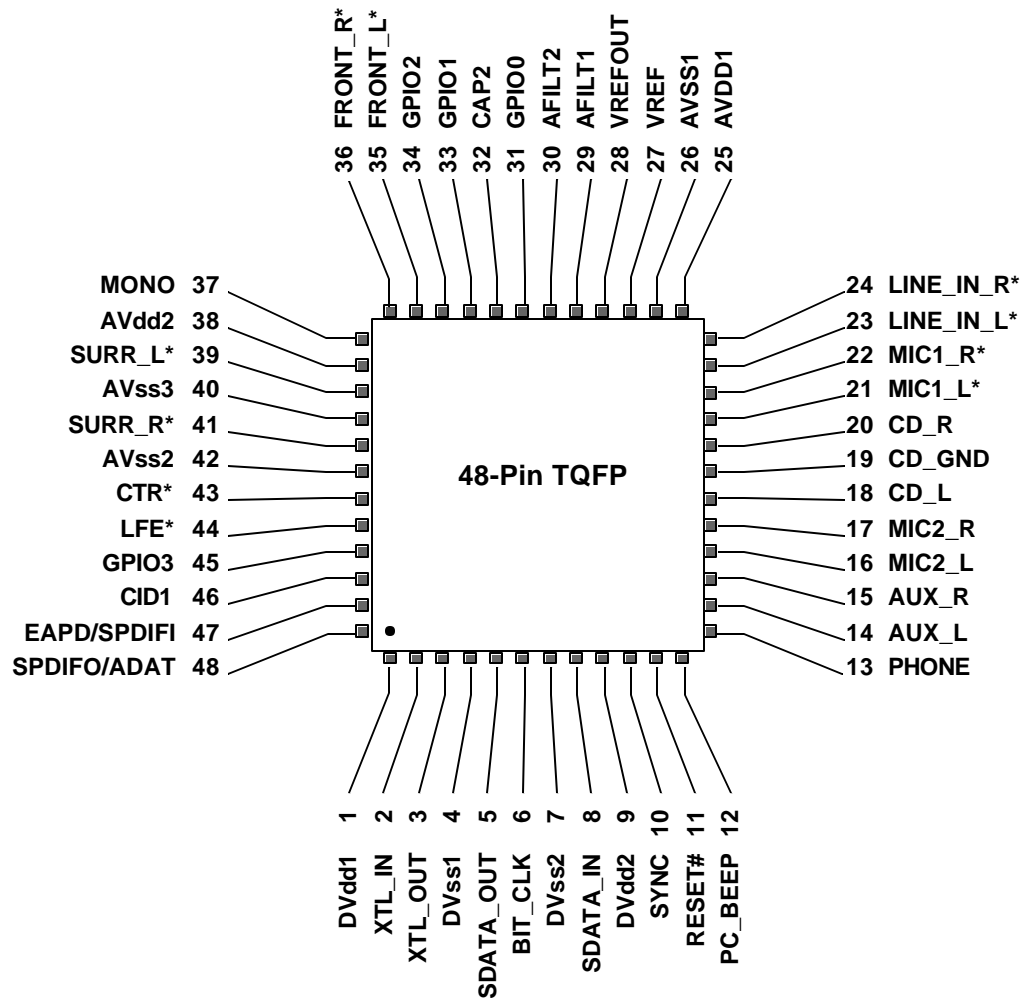 36 FRONT_R*
35 FRONT_L*
34 GPIO2
33 GPIO1
32 CAP2
31 GPIO0
30 AFILT2
29 AFILT1
28 VREFOUT
27 VREF
26 AVSS1
25 AVDD1
MONO 37
AVdd2 38
SURR_L* 39
AVss3 40
SURR_R* 41
AVss2 42
CTR* 43
LFE* 44
GPIO3 45
CID1 46
EAPD/SPDIFI 47
SPDIFO/ADAT 48
48-Pin TQFP
24 LINE_IN_R*
23 LINE_IN_L*
22 MIC1_R*
21 MIC1_L*
20 CD_R
19 CD_GND
18 CD_L
17 MIC2_R
16 MIC2_L
15 AUX_R
14 AUX_L
13 PHONE
DVdd1 1
XTL_IN 2
XTL_OUT 3
DVss1 4
SDATA_OUT 5
BIT_CLK 6
DVss2 7
SDATA_IN 8
DVdd2 9
SYNC 10
RESET# 11
PC_BEEP 12